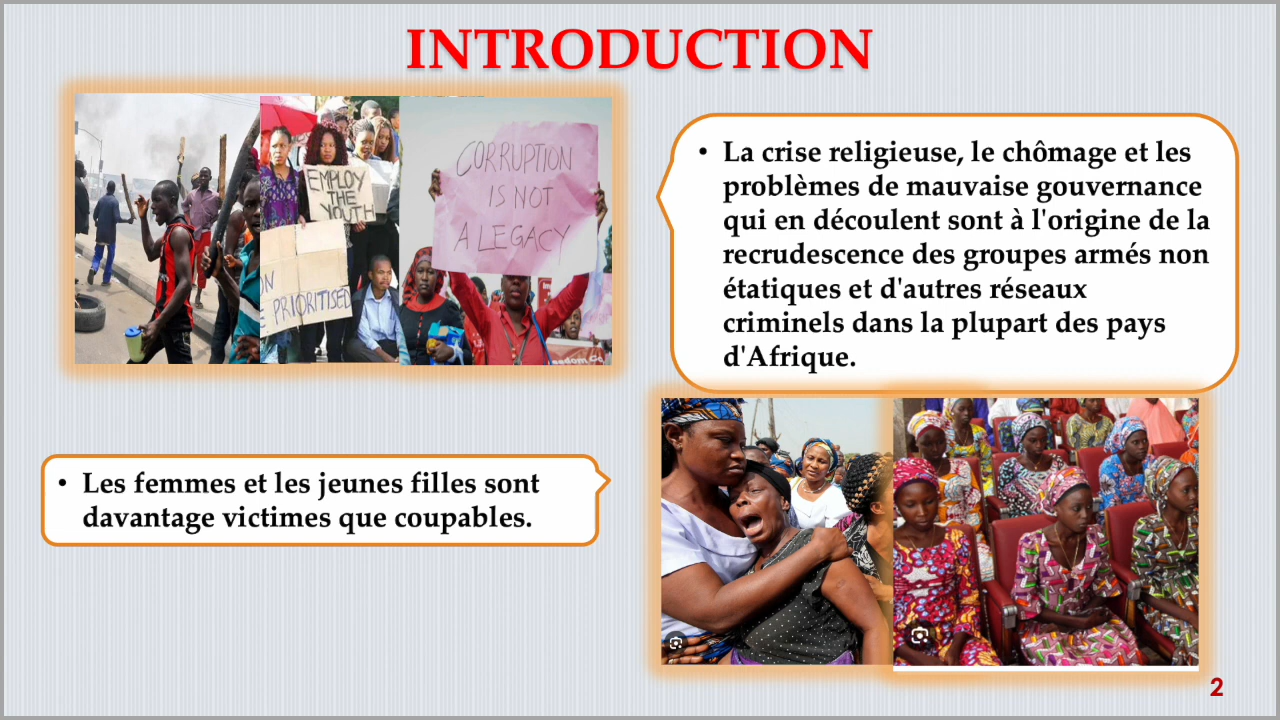 INTRODUCTION
EMPLOY
THE
YOUTH
PRIORITISED
CORRUPTION
IS NOT
A LEGACY
• La crise religieuse, le chômage et les
problèmes de mauvaise gouvernance
qui en découlent sont à l'origine de la
recrudescence des groupes armés non
étatiques et d'autres réseaux
criminels dans la plupart des pays
d'Afrique.
• Les femmes et les jeunes filles sont
davantage victimes que coupables.
2